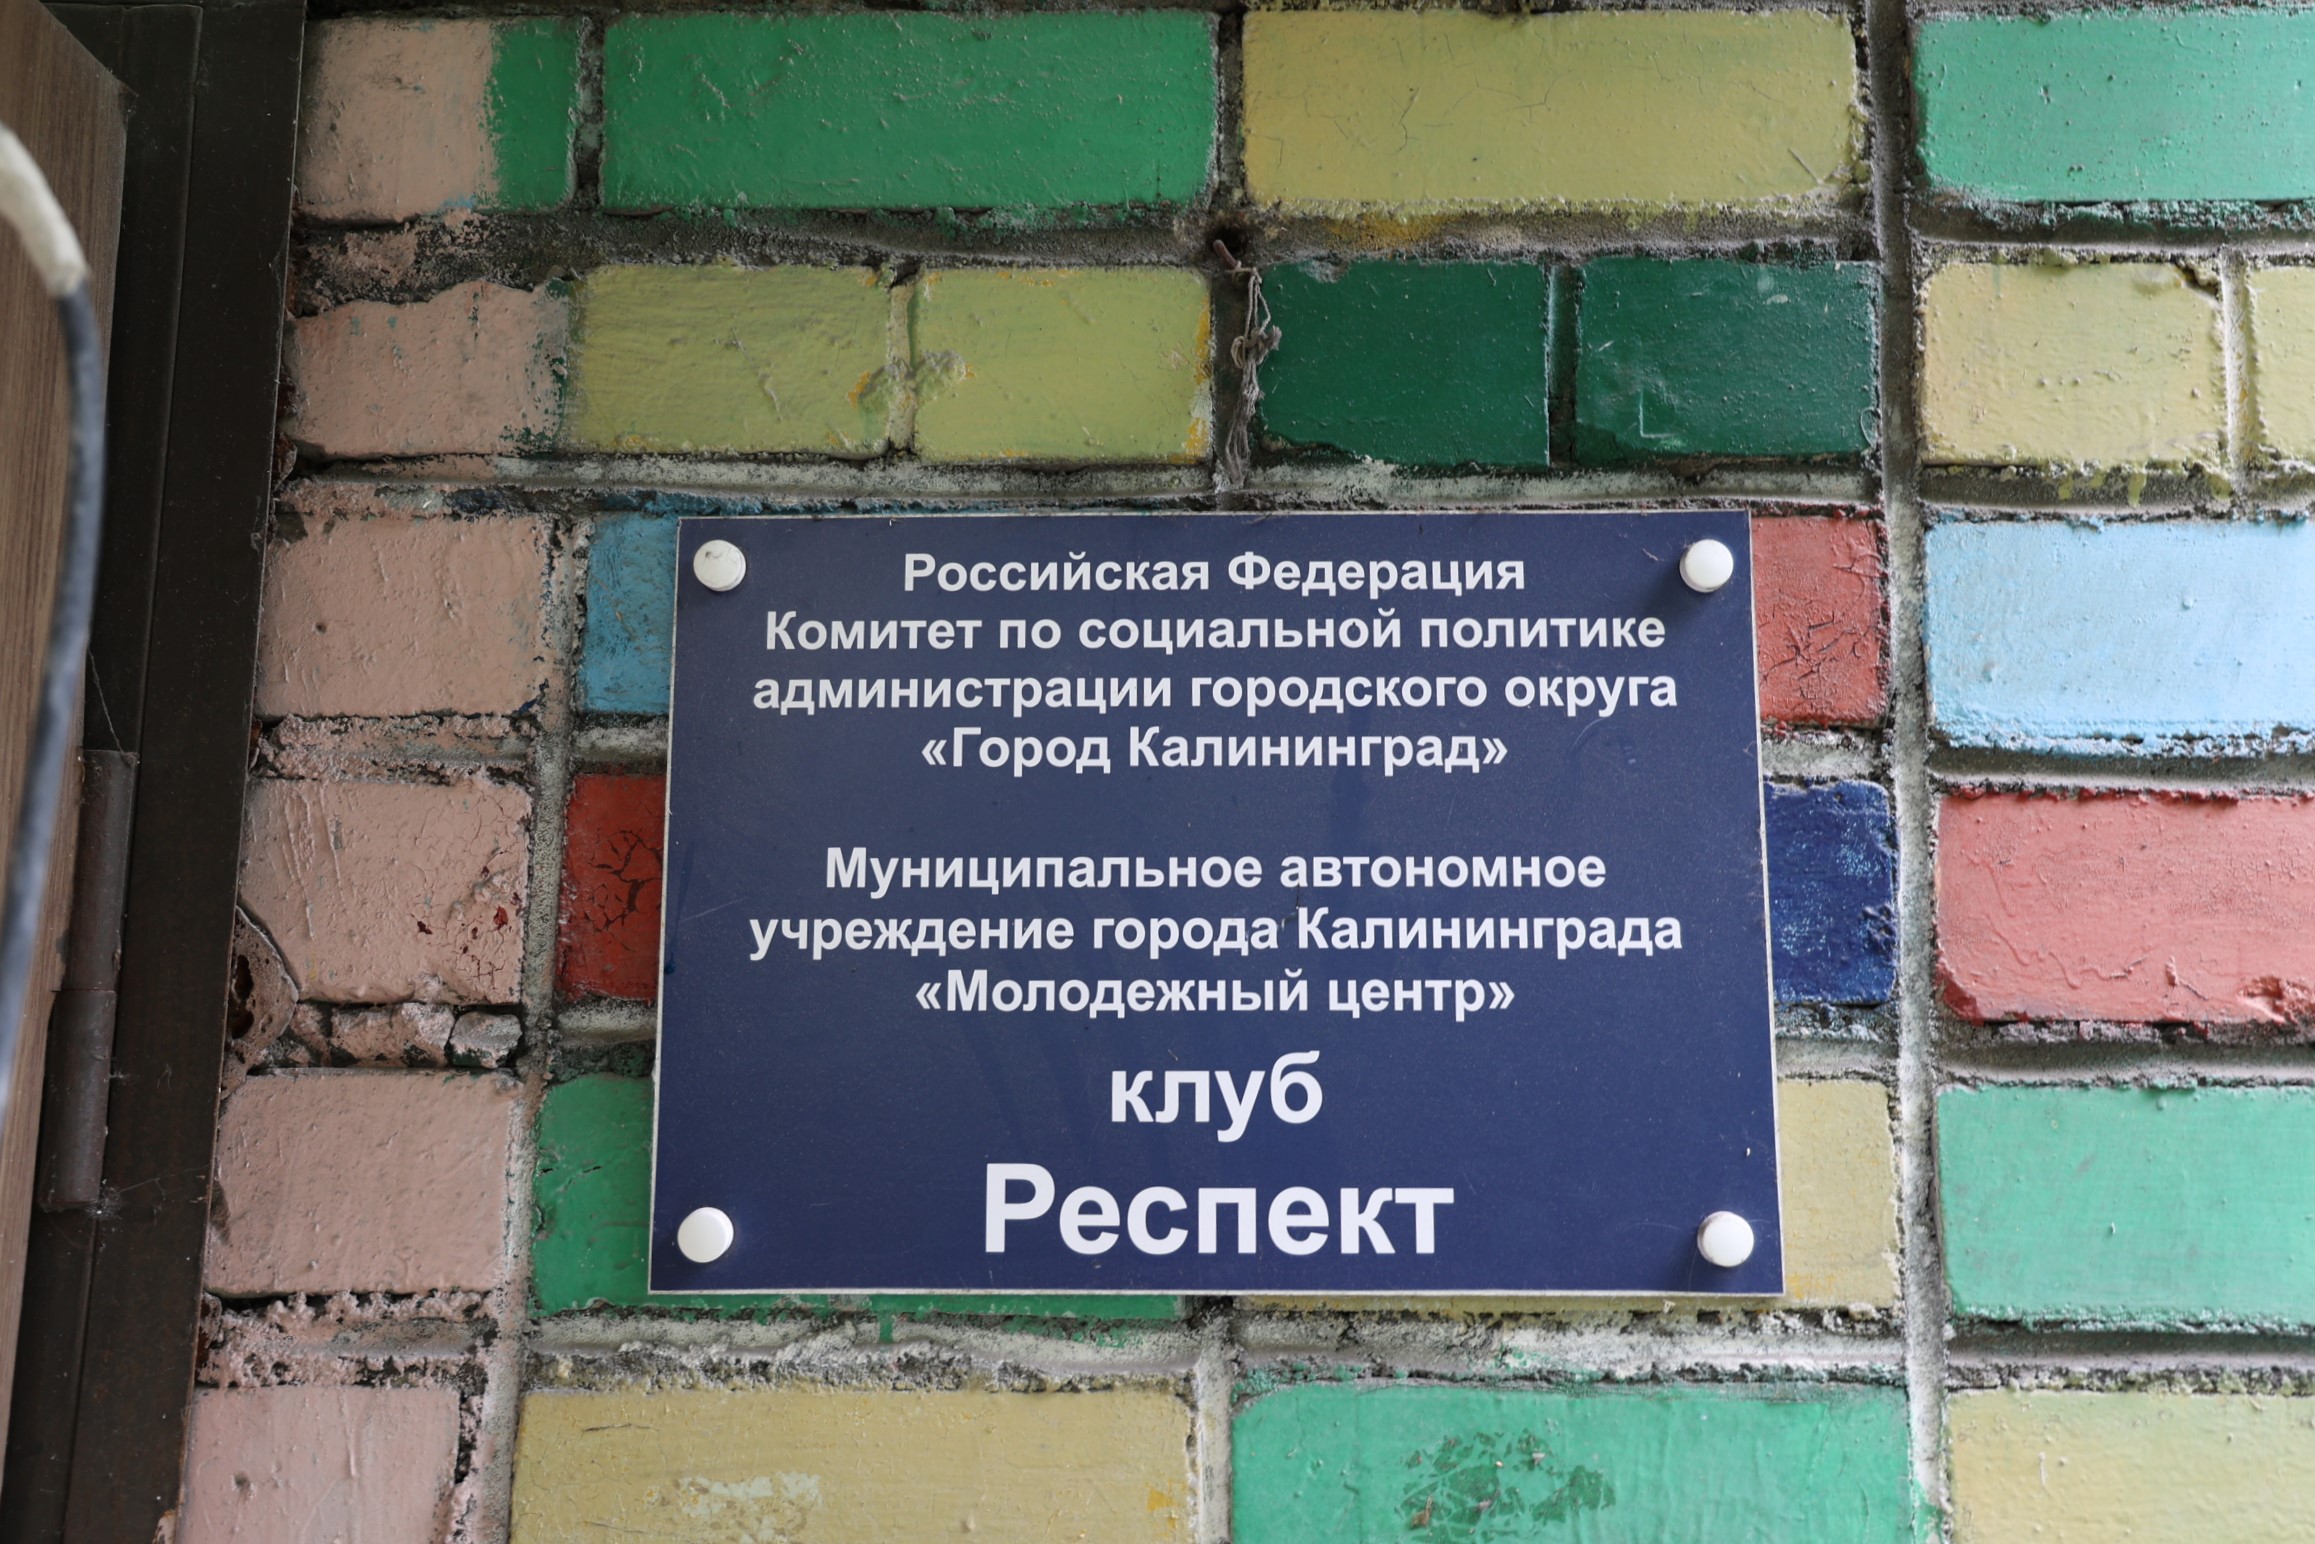 Российская Федерация
Комитет по социальной политике
администрации городского округа
«Город Калининград»
Муниципальное автономное
учреждение города Калининграда
«Молодежный центр»
клуб
Респект